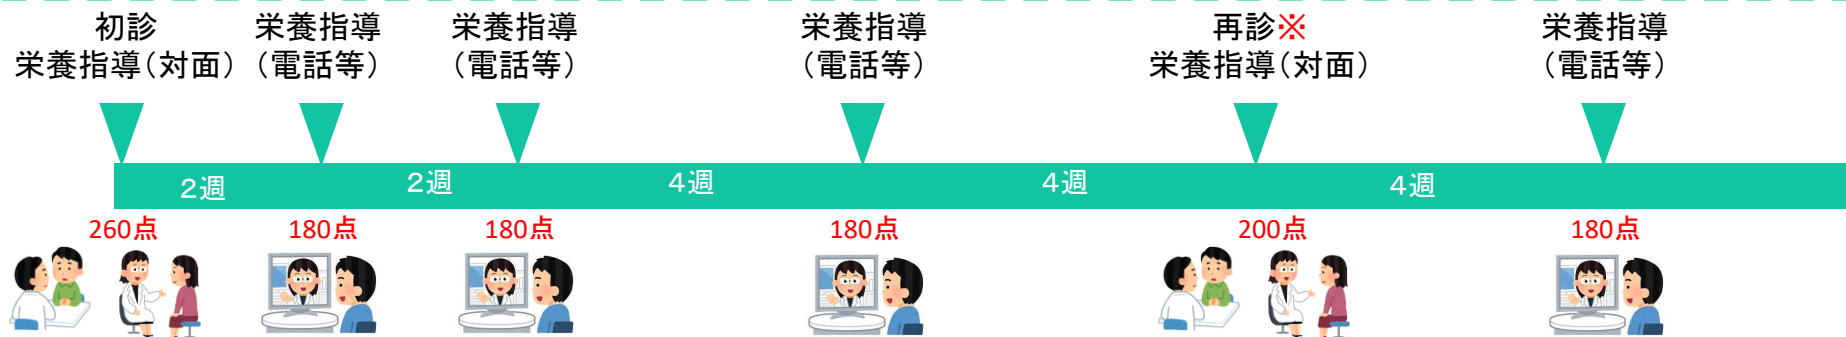 初診
栄養指導(対面)
栄養指導
(電話等)
栄養指導
(電話等)
栄養指導
(電話等)
再診※
栄養指導(対面)
栄養指導
(電話等)
2週
2週
4週
4週
4週
260点
180点
180点
180点
200点
180点